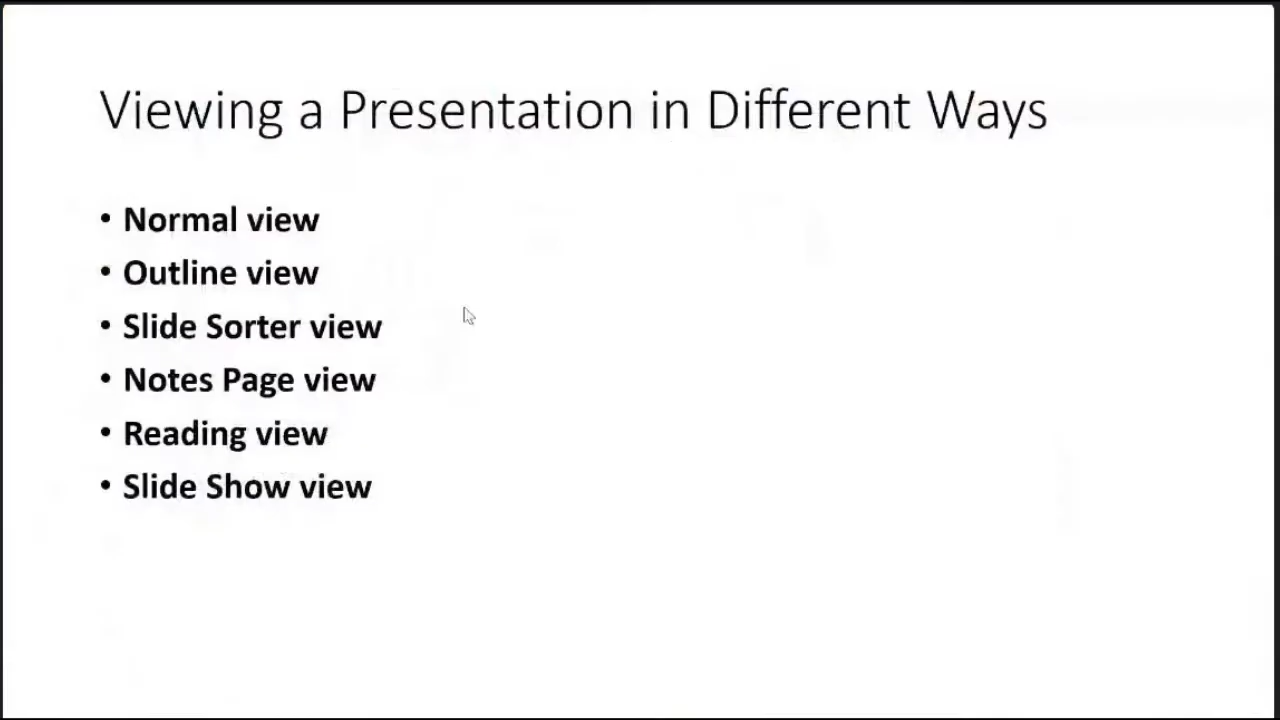 Viewing a Presentation in Different Ways
• Normal view
• Outline view
• Slide Sorter view
• Notes Page view
• Reading view
• Slide Show view